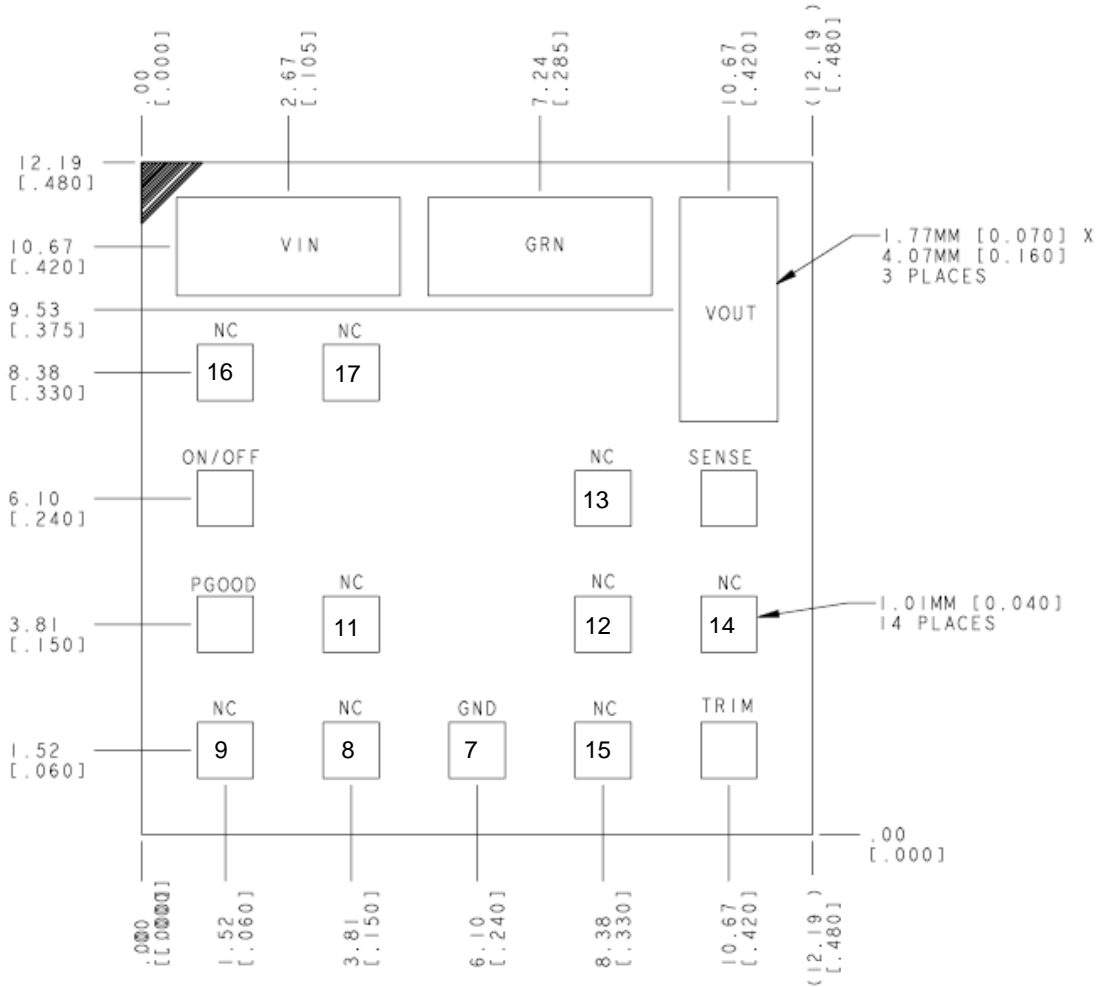 .00
[.000]
2.67
[.105]
7.24
[.285]
10.67
[.420]
(12.19 )
[.480]
12.19
[.480]
10.67
[.420]
VIN
GRN
1.77MM [0.070] X
4.07MM [0.160]
3 PLACES
9.53
[.375]
VOUT
NC
NC
8.38
[.330]
16
17
ON/OFF
NC
SENSE
6.10
[.240]
13
PGOOD
NC
NC
NC
3.81
[.150]
11
12
14
1.01MM [0.040]
14 PLACES
NC
NC
GND
NC
TRIM
1.52
[.060]
9
8
7
15
.00
[.000]
1.52
[.060]
3.81
[.150]
6.10
[.240]
8.38
[.330]
10.67
[.420]
(12.19 )
[.480]